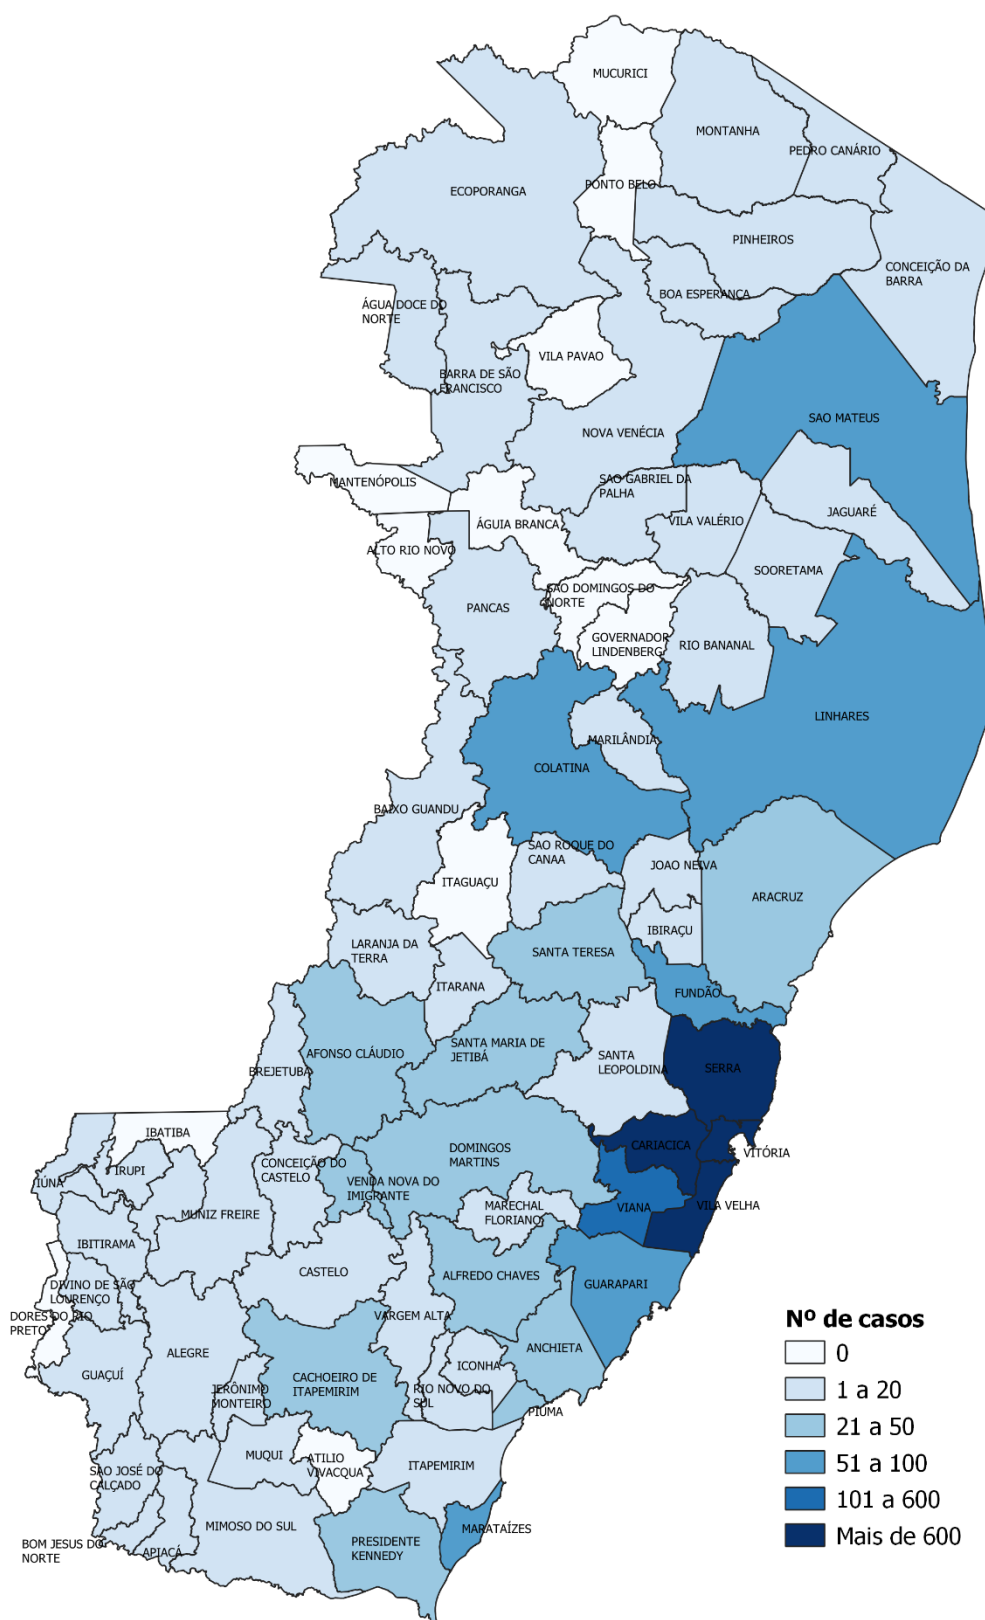 MUCURICI
MONTANHA
PEDRO CANÁRIO
ECOPORANGA
PONTO BELO
PINHEIROS
CONCEIÇÃO DA
BARRA
BOA ESPERANÇA
ÁGUA DOCE DO
NORTE
VILA PAVAO
BARRA DE SÃO
FRANCISCO
SAO MATEUS
NOVA VENÉCIA
MANTENÓPOLIS
SAO GABRIEL DA
PALHA
JAGUARÉ
ÁGUIA BRANCA
VILA VALÉRIO
ALTO RIO NOVO
SOORETAMA
SAO DOMINGOS DO
NORTE
PANCAS
GOVERNADOR
LINDENBERG
RIO BANANAL
LINHARES
MARILÂNDIA
COLATINA
BAIXO GUANDU
SAO ROQUE DO
CANAA
JOAO NEIVA
ITAGUAÇU
ARACRUZ
IBIRAÇU
LARANJA DA
TERRA
SANTA TERESA
ITARANA
FUNDÃO
SANTA MARIA DE
JETIBÁ
AFONSO CLÁUDIO
SANTA
LEOPOLDINA
SERRA
BREJETUBA
IBATIBA
CARIACICA
VITÓRIA
DOMINGOS
MARTINS
CONCEIÇÃO DO
CASTELO
IRUPI
IÚNA
VENDA NOVA DO
IMIGRANTE
VILA VELHA
MARECHAL
FLORIANO
VIANA
MUNIZ FREIRE
IBITIRAMA
CASTELO
ALFREDO CHAVES
GUARAPARI
DIVINO DE SÃO
LOURENÇO
DORES DO RIO
PRETO
VARGEM ALTA
ANCHIETA
ALEGRE
ICONHA
GUAÇUÍ
CACHOEIRO DE
ITAPEMIRIM
JERÔNIMO
MONTEIRO
RIO NOVO DO
SUL
PIÚMA
MUQUI
ATILIO
VIVACQUA
ITAPEMIRIM
SÃO JOSÉ DO
CALÇADO
MIMOSO DO SUL
MARATAÍZES
BOM JESUS DO
NORTE
APIACÁ
PRESIDENTE
KENNEDY
Nº de casos
0
1 a 20
21 a 50
51 a 100
101 a 600
Mais de 600